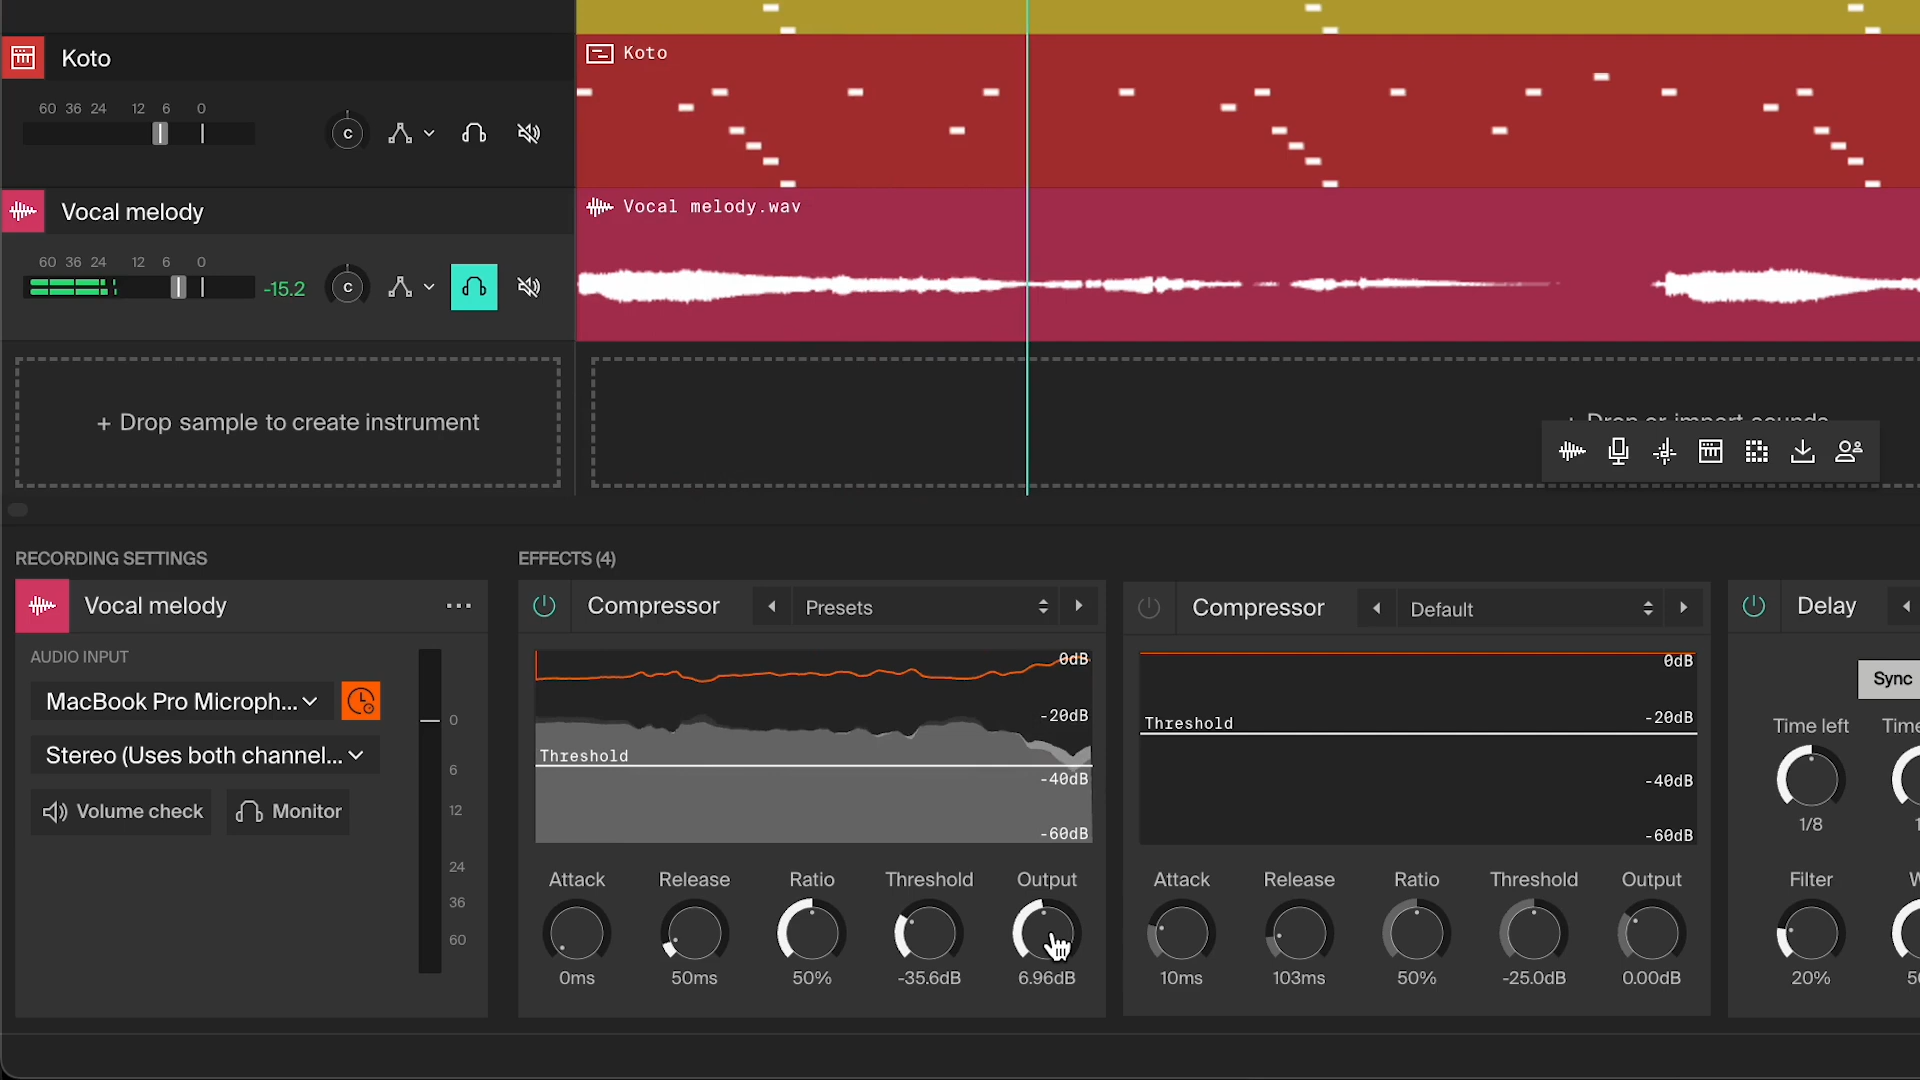 Koto
60 36 24 12 6 0
C
Koto
Vocal melody
60 36 24 12 6 0
-15.2
C
Vocal melody.wav
+ Drop sample to create instrument
+ Drop or import sounds
RECORDING SETTINGS
Vocal melody
...
AUDIO INPUT
MacBook Pro Microph...
Stereo (Uses both channel...
Volume check
Monitor
0
6
12
24
36
60
EFFECTS (4)
Compressor
Presets
0dB
-20dB
Threshold
-40dB
-60dB
Attack Release Ratio Threshold Output
0ms 50ms 50% -35.6dB 6.96dB
Compressor
Default
0dB
-20dB
Threshold
-40dB
-60dB
Attack Release Ratio Threshold Output
10ms 103ms 50% -25.0dB 0.00dB
Delay
Sync
Time left Time
1/8
Filter
20%